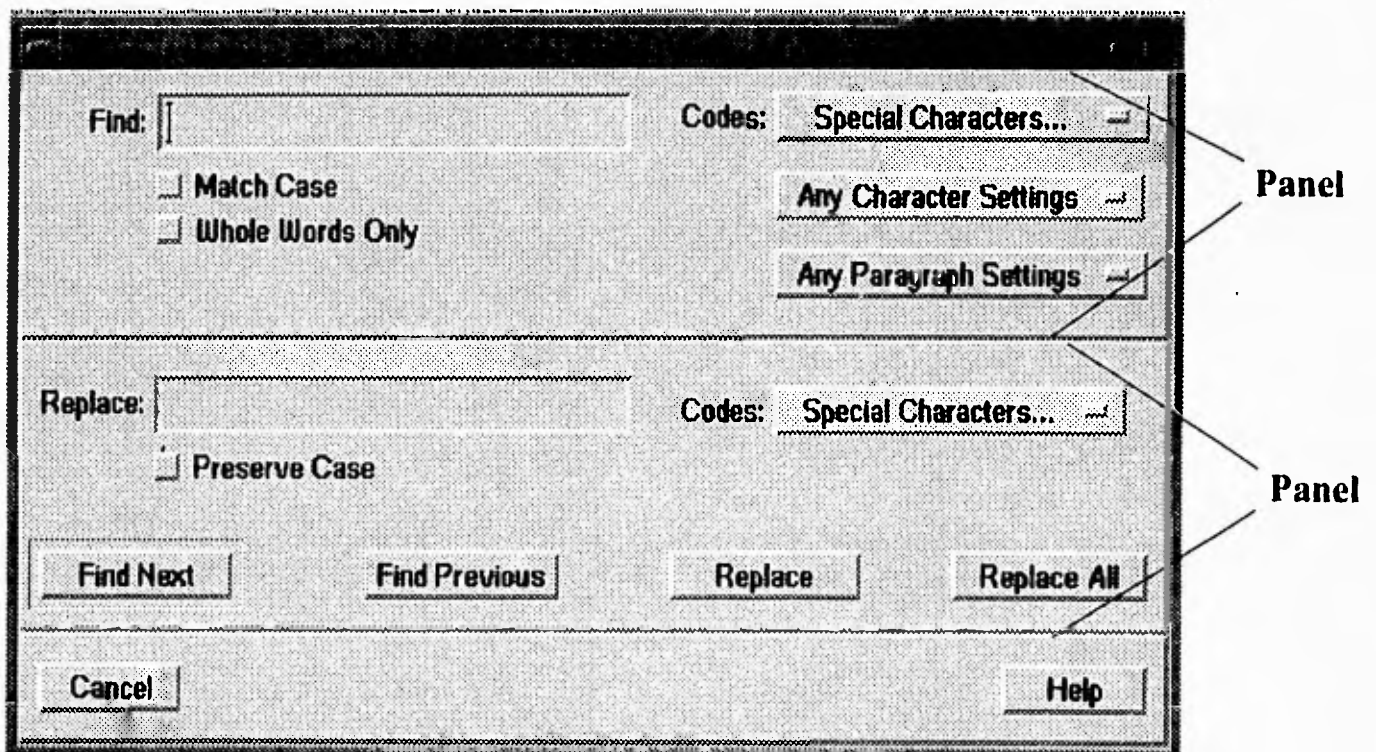 Find: Codes: Special Characters...
Match Case
Any Character Settings
Panel
Whole Words Only
Any Paragraph Settings
Replace: Codes: Special Characters...
Preserve Case
Panel
Find Next Find Previous Replace Replace All
Cancel Help